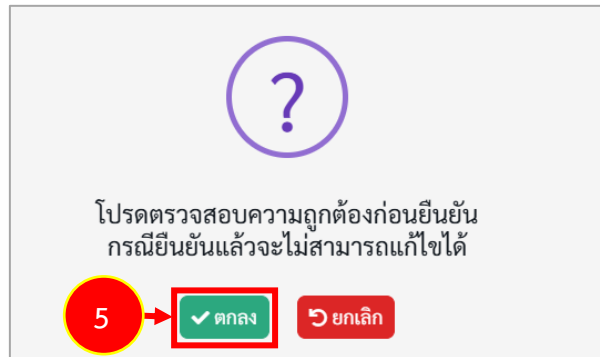 ?
โปรดตรวจสอบความถูกต้องก่อนยืนยัน
กรณียืนยันแล้วจะไม่สามารถแก้ไขได้
5 ตกลง ยกเลิก